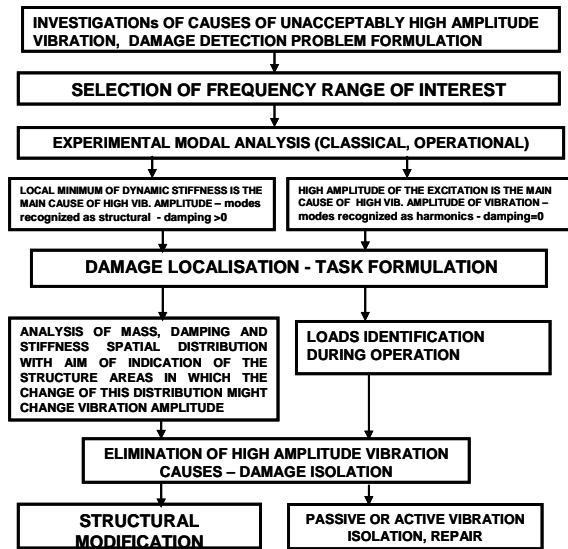 INVESTIGATIONs OF CAUSES OF UNACCEPTABLY HIGH AMPLITUDE
VIBRATION, DAMAGE DETECTION PROBLEM FORMULATION
SELECTION OF FREQUENCY RANGE OF INTEREST
EXPERIMENTAL MODAL ANALYSIS (CLASSICAL, OPERATIONAL)
LOCAL MINIMUM OF DYNAMIC STIFFNESS IS THE
MAIN CAUSE OF HIGH VIB. AMPLITUDE – modes
recognized as structural - damping >0
HIGH AMPLITUDE OF THE EXCITATION IS THE MAIN
CAUSE OF HIGH VIB. AMPLITUDE OF VIBRATION –
modes recognized as harmonics - damping=0
DAMAGE LOCALISATION - TASK FORMULATION
ANALYSIS OF MASS, DAMPING AND
STIFFNESS SPATIAL DISTRIBUTION
WITH AIM OF INDICATION OF THE
STRUCTURE AREAS IN WHICH THE
CHANGE OF THIS DISTRIBUTION MIGHT
CHANGE VIBRATION AMPLITUDE
LOADS IDENTIFICATION
DURING OPERATION
ELIMINATION OF HIGH AMPLITUDE VIBRATION
CAUSES – DAMAGE ISOLATION
STRUCTURAL
MODIFICATION
PASSIVE OR ACTIVE VIBRATION
ISOLATION, REPAIR